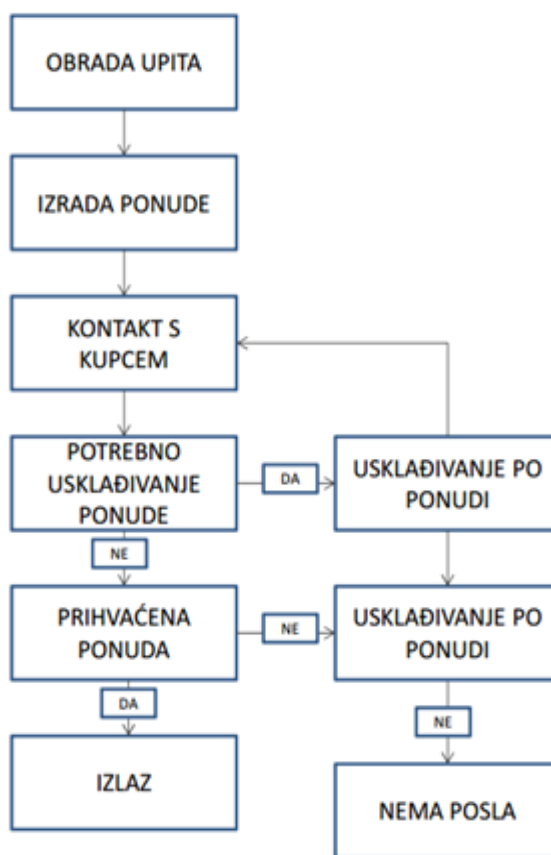 OBRADA UPITA
IZRADA PONUDE
KONTAKT S
KUPCEM
POTREBNO
USKLAĐIVANJE
PONUDE
DA
USKLAĐIVANJE PO
PONUDI
NE
PRIHVAĆENA
PONUDA
NE
USKLAĐIVANJE PO
PONUDI
DA
NE
IZLAZ
NEMA POSLA